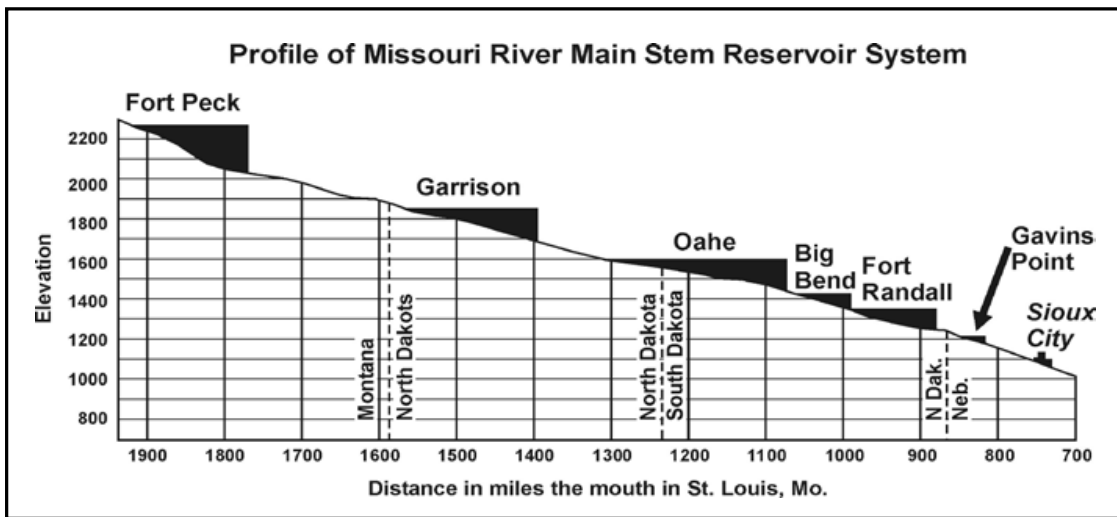 Profile of Missouri River Main Stem Reservoir System
Fort Peck
Garrison
Oahe
Big
Bend
Fort
Randall
Gavins
Point
Sioux
City
Elevation
2200
2000
1800
1600
1400
1200
1000
800
Montana
North Dakots
North Dakota
South Dakota
N Dak.
Neb.
1900 1800 1700 1600 1500 1400 1300 1200 1100 1000 900 800 700
Distance in miles the mouth in St. Louis, Mo.